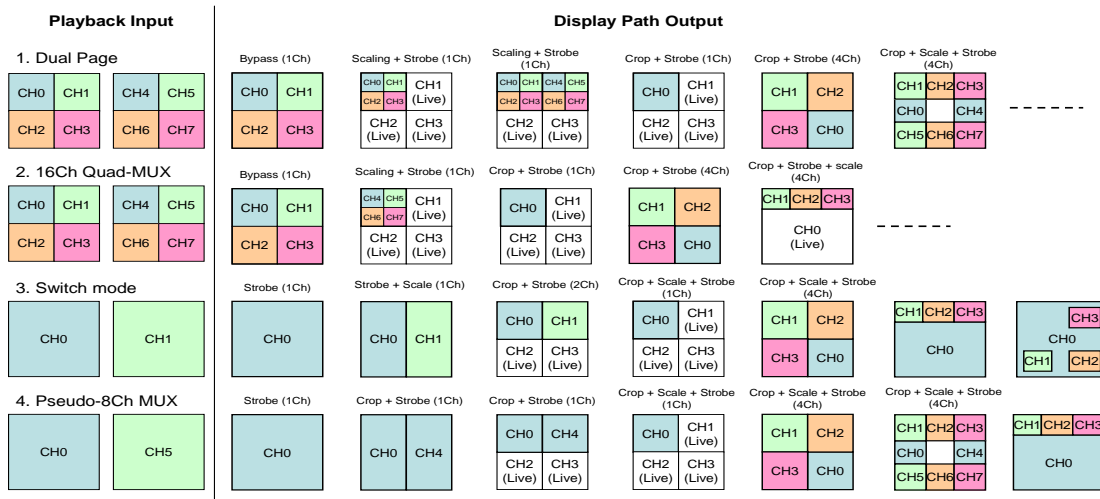 Playback Input
Display Path Output
1. Dual Page
CH0 CH1
CH2 CH3
CH4 CH5
CH6 CH7
Bypass (1Ch)
CH0 CH1
CH2 CH3
Scaling + Strobe (1Ch)
CH0 CH1
CH2 CH3
CH1
(Live)
CH2
(Live)
CH3
(Live)
Scaling + Strobe
(1Ch)
CH0 CH1 CH4 CH5
CH2 CH3 CH6 CH7
CH2
(Live)
CH3
(Live)
Crop + Strobe (1Ch)
CH0
CH1
(Live)
CH2
(Live)
CH3
(Live)
Crop + Strobe (4Ch)
CH1 CH2
CH3 CH0
Crop + Scale + Strobe
(4Ch)
CH1 CH2 CH3
CH0 CH4
CH5 CH6 CH7
2. 16Ch Quad-MUX
CH0 CH1
CH2 CH3
CH4 CH5
CH6 CH7
Bypass (1Ch)
CH0 CH1
CH2 CH3
Scaling + Strobe (1Ch)
CH4 CH5
CH6 CH7
CH1
(Live)
CH2
(Live)
CH3
(Live)
Crop + Strobe (1Ch)
CH0
CH1
(Live)
CH2
(Live)
CH3
(Live)
Crop + Strobe (4Ch)
CH1 CH2
CH3 CH0
Crop + Strobe + scale
(4Ch)
CH1 CH2 CH3
CH0
(Live)
3. Switch mode
CH0
CH1
Strobe (1Ch)
CH0
Strobe + Scale (1Ch)
CH0 CH1
Crop + Strobe (2Ch)
CH0 CH1
CH2
(Live)
CH3
(Live)
Crop + Scale + Strobe
(1Ch)
CH0
CH1
(Live)
CH2
(Live)
CH3
(Live)
Crop + Scale + Strobe
(4Ch)
CH1 CH2
CH3 CH0
CH1 CH2 CH3
CH0
CH3
CH0
CH1 CH2
4. Pseudo-8Ch MUX
CH0
CH5
Strobe (1Ch)
CH0
Crop + Strobe (1Ch)
CH0 CH4
Crop + Strobe (1Ch)
CH0 CH4
CH2
(Live)
CH3
(Live)
Crop + Scale + Strobe
(1Ch)
CH0
CH1
(Live)
CH2
(Live)
CH3
(Live)
Crop + Scale + Strobe
(4Ch)
CH1 CH2
CH3 CH0
Crop + Scale + Strobe
(4Ch)
CH1 CH2 CH3
CH0 CH4
CH5 CH6 CH7
CH1 CH2 CH3
CH0